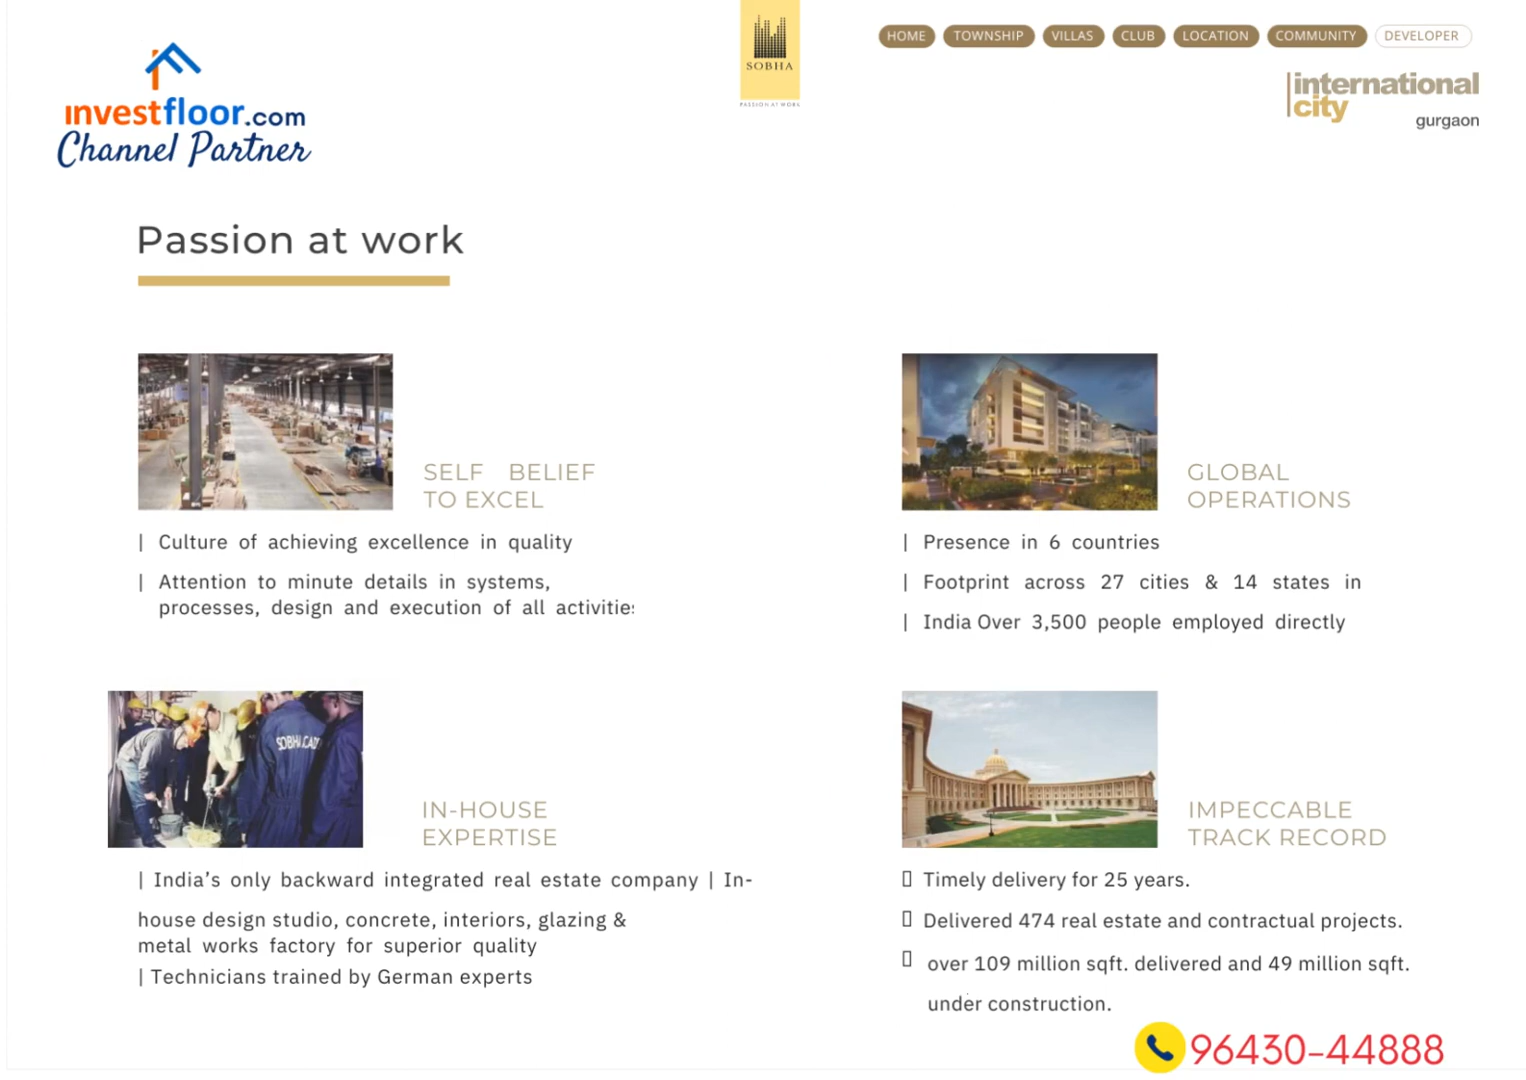 SOBHA
PASSION AT WORK
HOME TOWNSHIP VILLAS CLUB LOCATION COMMUNITY DEVELOPER
investfloor.com
Channel Partner
international
city
gurgaon
Passion at work
SELF BELIEF
TO EXCEL
| Culture of achieving excellence in quality
| Attention to minute details in systems,
processes, design and execution of all activities
GLOBAL
OPERATIONS
| Presence in 6 countries
| Footprint across 27 cities & 14 states in
| India Over 3,500 people employed directly
SOBHA ACAD
IN-HOUSE
EXPERTISE
| India’s only backward integrated real estate company | In-
house design studio, concrete, interiors, glazing &
metal works factory for superior quality
| Technicians trained by German experts
IMPECCABLE
TRACK RECORD
Timely delivery for 25 years.
Delivered 474 real estate and contractual projects.
over 109 million sqft. delivered and 49 million sqft.
under construction.
96430-44888